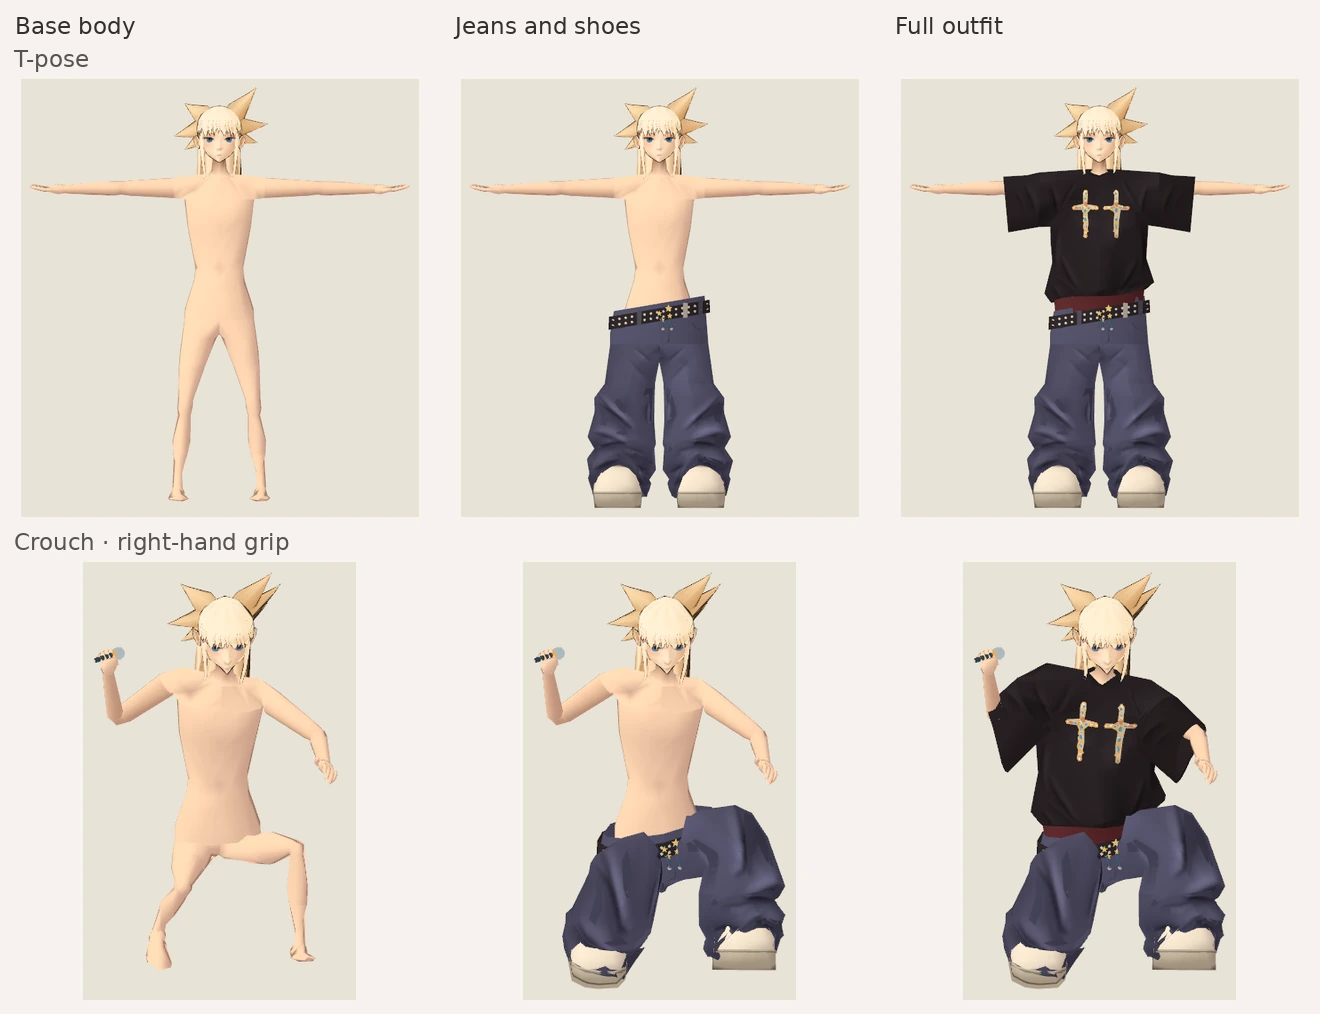 Base body
Jeans and shoes
Full outfit
T-pose
Crouch · right-hand grip